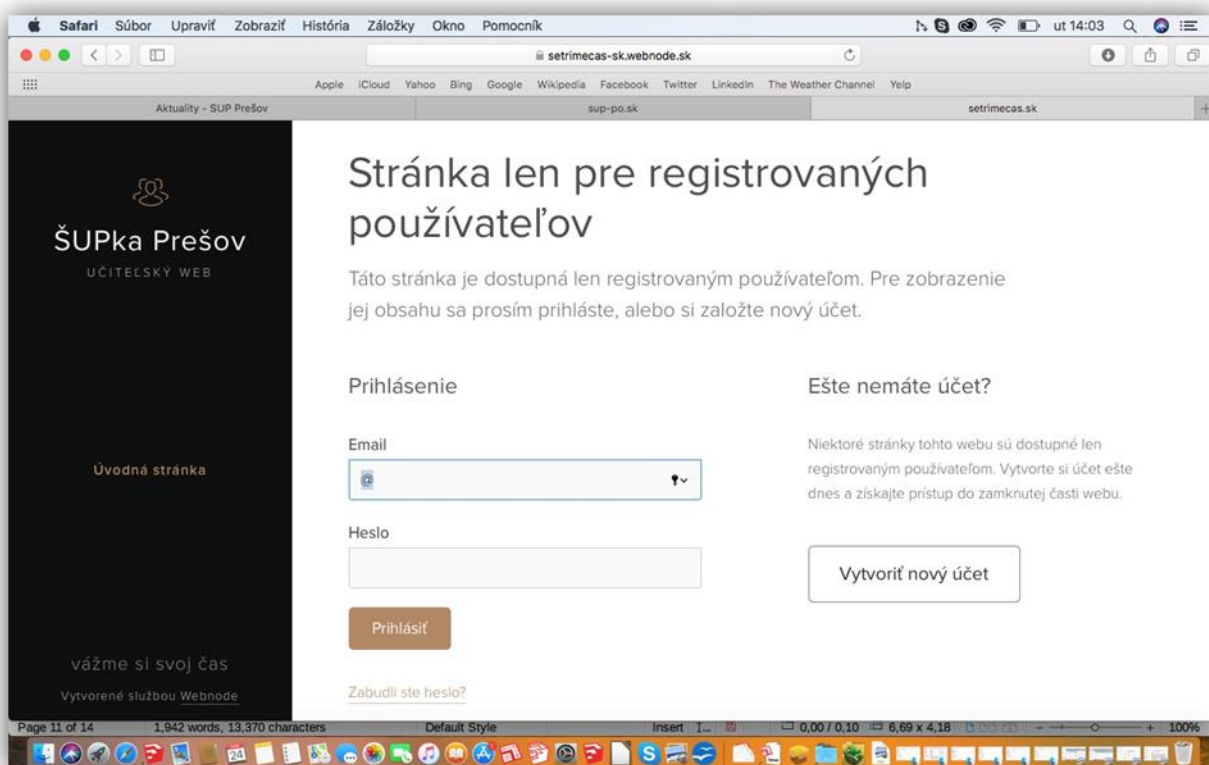 Safari Súbor Upraviť Zobraziť História Záložky Okno Pomocník ut 14:03
setrimecas-sk.webnode.sk
Apple iCloud Yahoo Bing Google Wikipedia Facebook Twitter LinkedIn The Weather Channel Yelp
Aktuality - SUP Prešov sup-po.sk setrimecas.sk
ŠUPka Prešov
UČITEĽSKÝ WEB
Úvodná stránka
vážme si svoj čas
Vytvorené službou Webnode
Stránka len pre registrovaných
používateľov
Táto stránka je dostupná len registrovaným používateľom. Pre zobrazenie
jej obsahu sa prosím prihláste, alebo si založte nový účet.
Prihlásenie
Email
@
Heslo
Prihlásiť
Zabudli ste heslo?
Ešte nemáte účet?
Niektoré stránky tohto webu sú dostupné len
registrovaným používateľom. Vytvorte si účet ešte
dnes a získajte prístup do zamknutej časti webu.
Vytvoriť nový účet
Page 11 of 14 1,942 words, 13,370 characters Default Style Insert 0,00 / 0,10 6,69 x 4,18 100%
24